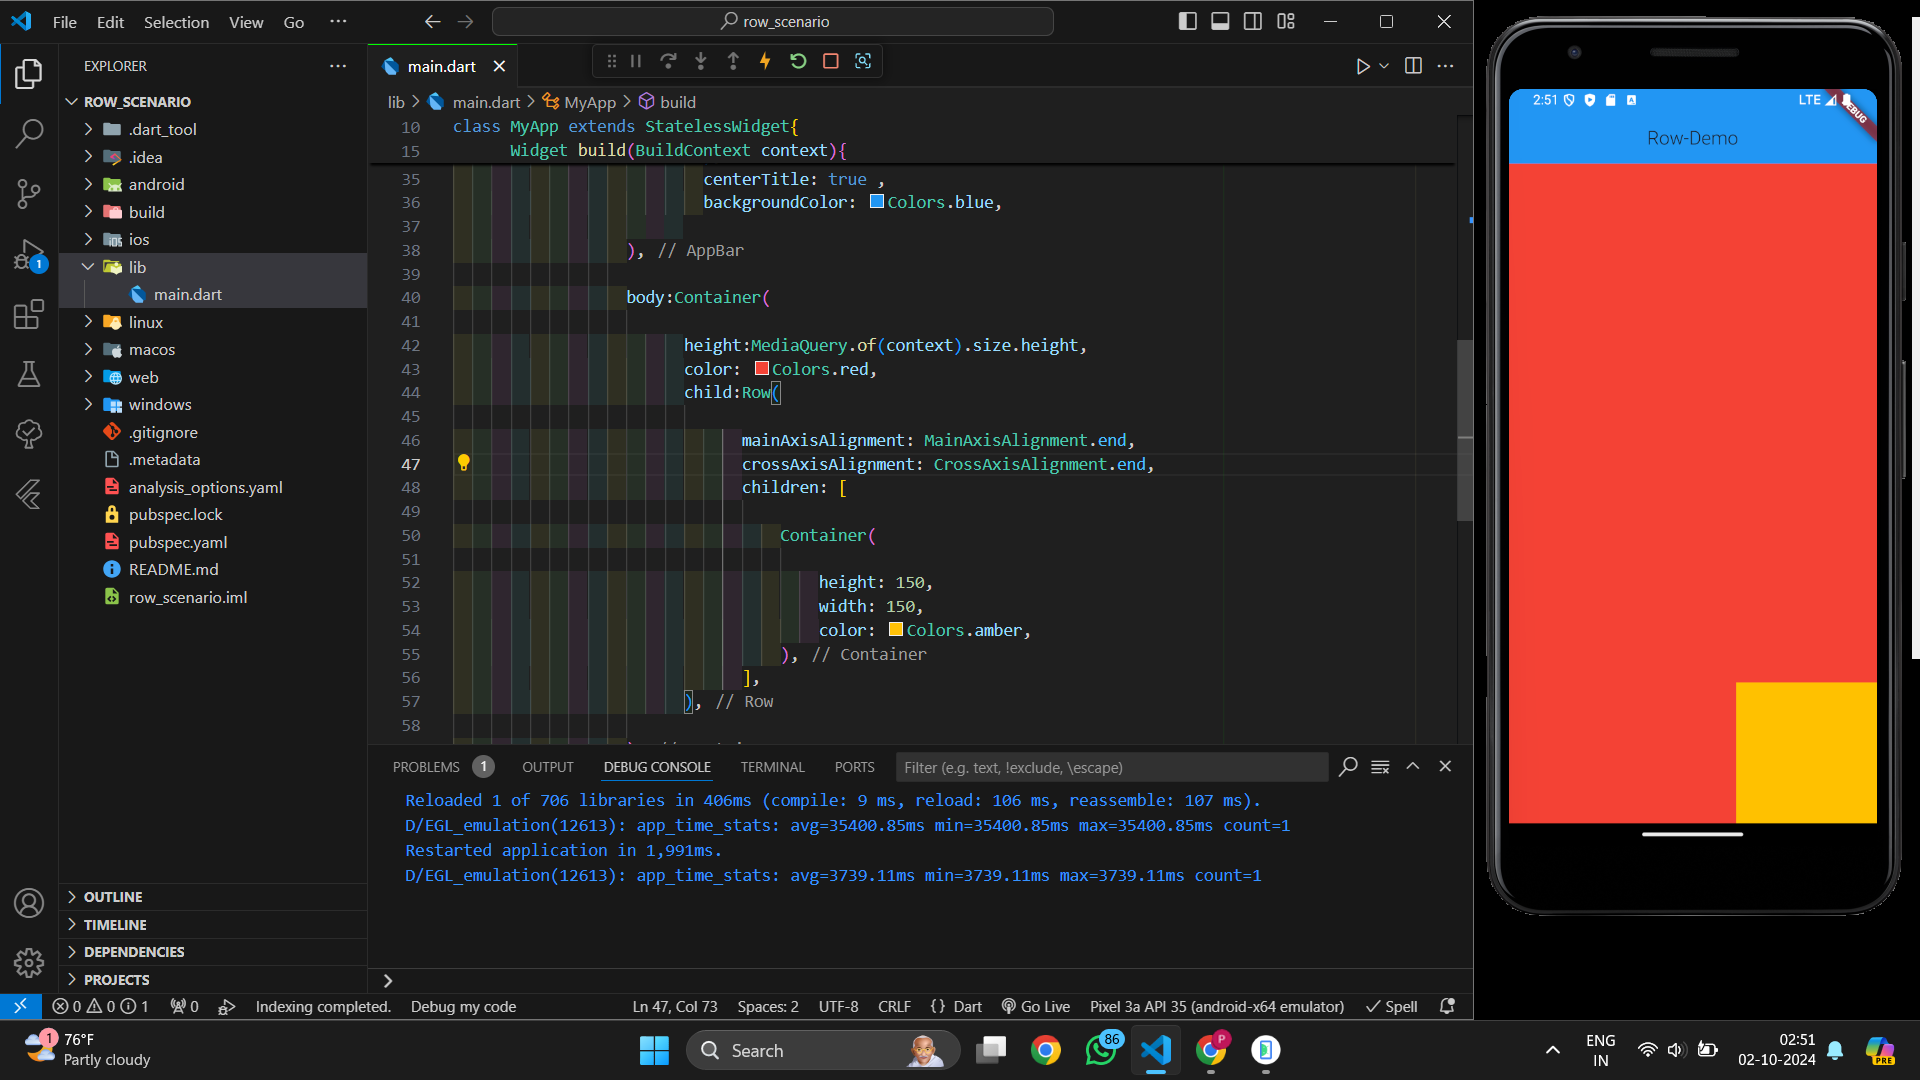 File Edit Selection View Go ···
row_scenario
EXPLORER
main.dart
ROW_SCENARIO
.dart_tool
.idea
android
build
ios
lib
main.dart
linux
macos
web
windows
.gitignore
.metadata
analysis_options.yaml
pubspec.lock
pubspec.yaml
README.md
row_scenario.iml
OUTLINE
TIMELINE
DEPENDENCIES
PROJECTS
1
lib > main.dart > MyApp > build
10 class MyApp extends StatelessWidget{
15 Widget build(BuildContext context){
35 centerTitle: true ,
36 backgroundColor: Colors.blue,
37
38 ), // AppBar
39
40 body:Container(
41
42 height:MediaQuery.of(context).size.height,
43 color: Colors.red,
44 child:Row(
45
46 mainAxisAlignment: MainAxisAlignment.end,
47 crossAxisAlignment: CrossAxisAlignment.end,
48 children: [
49
50 Container(
51
52 height: 150,
53 width: 150,
54 color: Colors.amber,
55 ), // Container
56 ],
57 ), // Row
58
PROBLEMS 1 OUTPUT DEBUG CONSOLE TERMINAL PORTS Filter (e.g. text, !exclude, \escape)
Reloaded 1 of 706 libraries in 406ms (compile: 9 ms, reload: 106 ms, reassemble: 107 ms).
D/EGL_emulation(12613): app_time_stats: avg=35400.85ms min=35400.85ms max=35400.85ms count=1
Restarted application in 1,991ms.
D/EGL_emulation(12613): app_time_stats: avg=3739.11ms min=3739.11ms max=3739.11ms count=1
0 0 1 0 Indexing completed. Debug my code Ln 47, Col 73 Spaces: 2 UTF-8 CRLF {} Dart Go Live Pixel 3a API 35 (android-x64 emulator) Spell
2:51 LTE
DEBUG
Row-Demo
1
76°F
Partly cloudy
Search
86
P
ENG
IN
02:51
02-10-2024
PRE